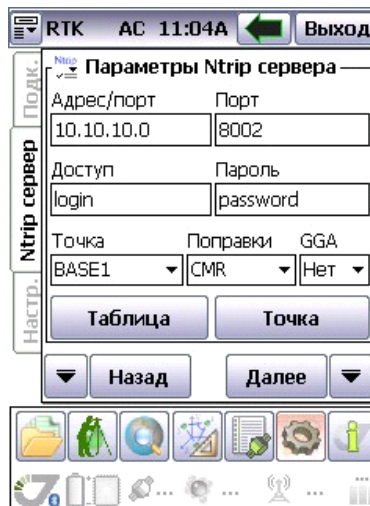 RTK AC 11:04A Выход
Подк.
Ntrip сервер
Настр.
Ntrip Параметры Ntrip сервера
Адрес/порт Порт
10.10.10.0 8002
Доступ Пароль
login password
Точка Поправки GGA
BASE1 CMR Нет
Таблица Точка
Назад Далее
... ... ...